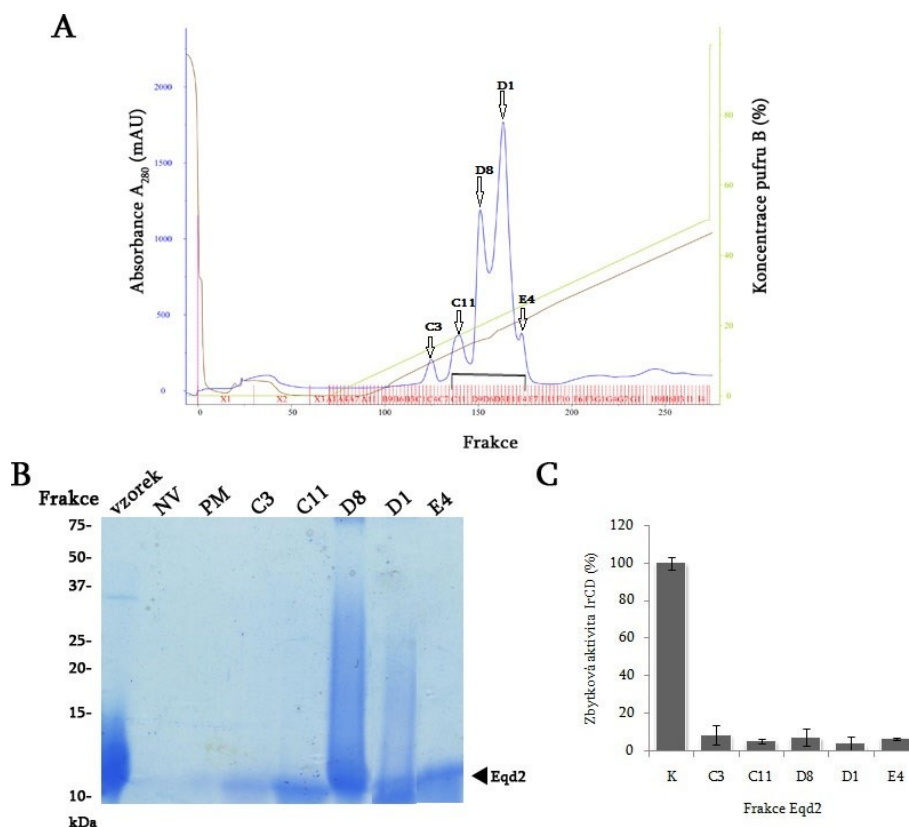 A
Absorbance A280 (mAU)
2000
1500
1000
500
0
D1
D8
E4
C11
C3
80
60
40
20
0
Koncentrace pufru B (%)
X1
X2
0
50
100
150
200
250
Frakce
B
Frakce
vzorek
NV
PM
C3
C11
D8
D1
E4
75-
50-
37-
25-
20-
15-
10-
kDa
Eqd2
C
Zbytková aktivita IrCD (%)
120
100
80
60
40
20
0
K
C3
C11
D8
D1
E4
Frakce Eqd2